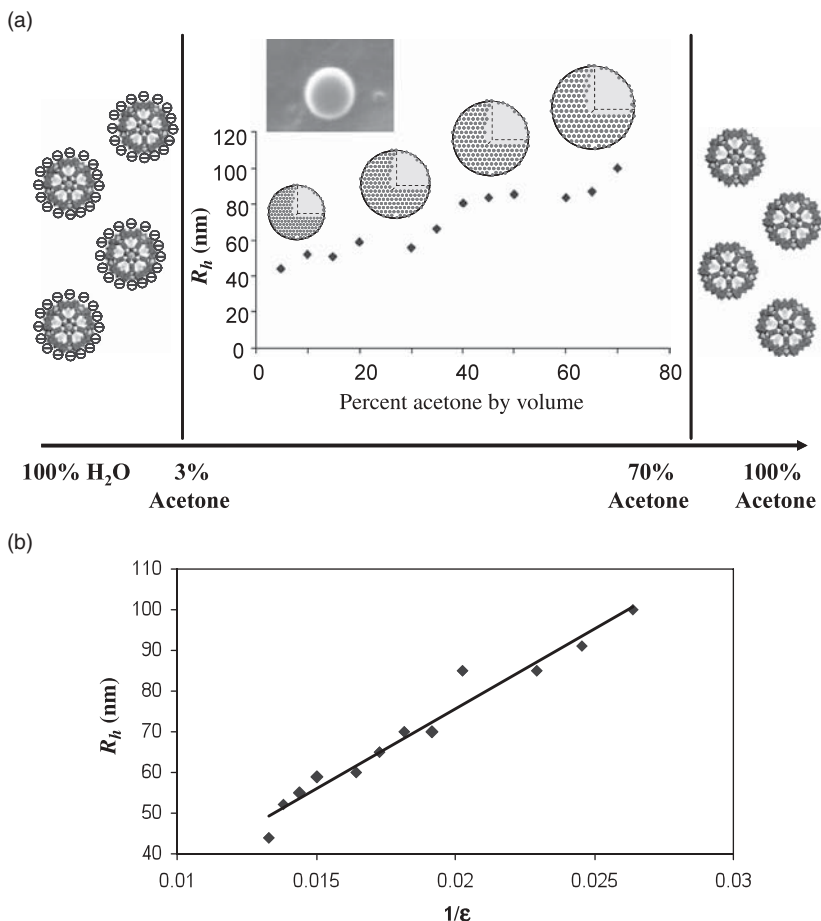 (a)
120
100
80
60
40
20
0
R_h (nm)
0 20 40 60 80
Percent acetone by volume
100% H₂O 3% Acetone 70% Acetone 100% Acetone
(b)
110
100
90
80
70
60
50
40
R_h (nm)
0.01 0.015 0.02 0.025 0.03
1/ε